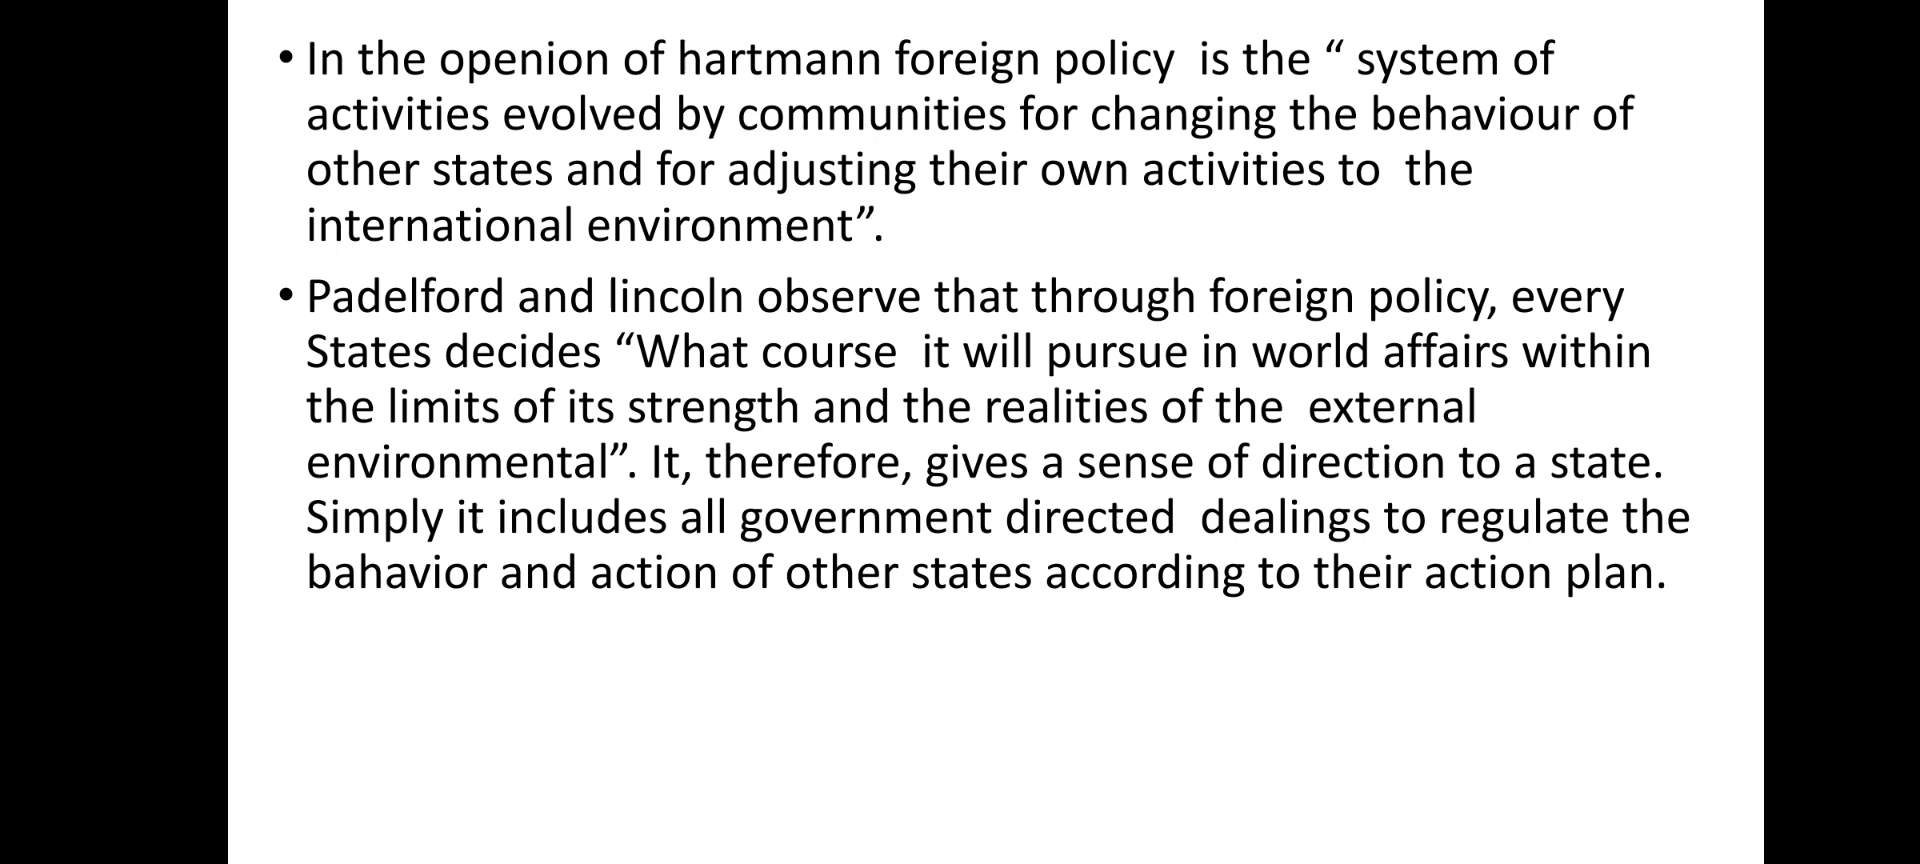 • In the openion of hartmann foreign policy  is the “ system of
activities evolved by communities for changing the behaviour of
other states and for adjusting their own activities to  the
international environment”.
• Padelford and lincoln observe that through foreign policy, every
States decides “What course  it will pursue in world affairs within
the limits of its strength and the realities of the  external
environmental”. It, therefore, gives a sense of direction to a state.
Simply it includes all government directed  dealings to regulate the
bahavior and action of other states according to their action plan.